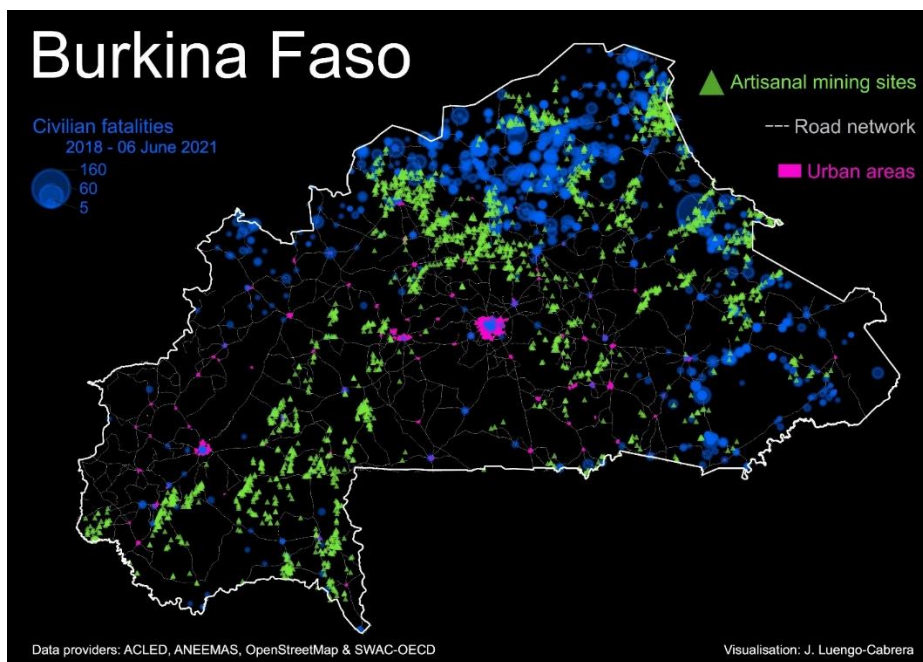 Burkina Faso
Civilian fatalities
2018 - 06 June 2021
160
60
5
Artisanal mining sites
Road network
Urban areas
Data providers: ACLED, ANEEMAS, OpenStreetMap & SWAC-OECD
Visualisation: J. Luengo-Cabrera